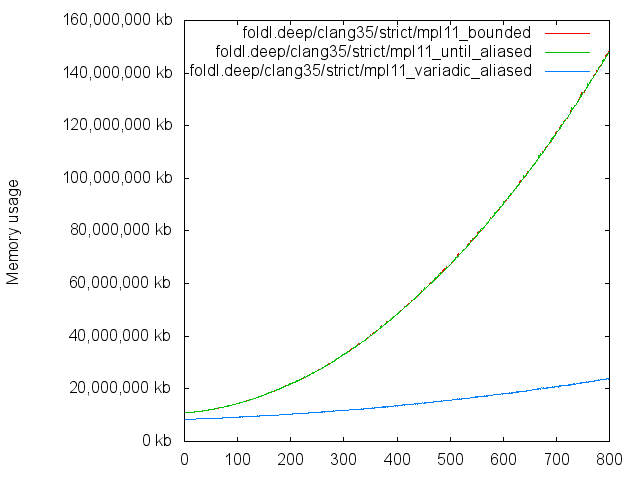 160,000,000 kb
140,000,000 kb
120,000,000 kb
100,000,000 kb
80,000,000 kb
60,000,000 kb
40,000,000 kb
20,000,000 kb
0 kb
Memory usage
foldl.deep/clang35/strict/mpl11_bounded
foldl.deep/clang35/strict/mpl11_until_aliased
foldl.deep/clang35/strict/mpl11_variadic_aliased
0 100 200 300 400 500 600 700 800